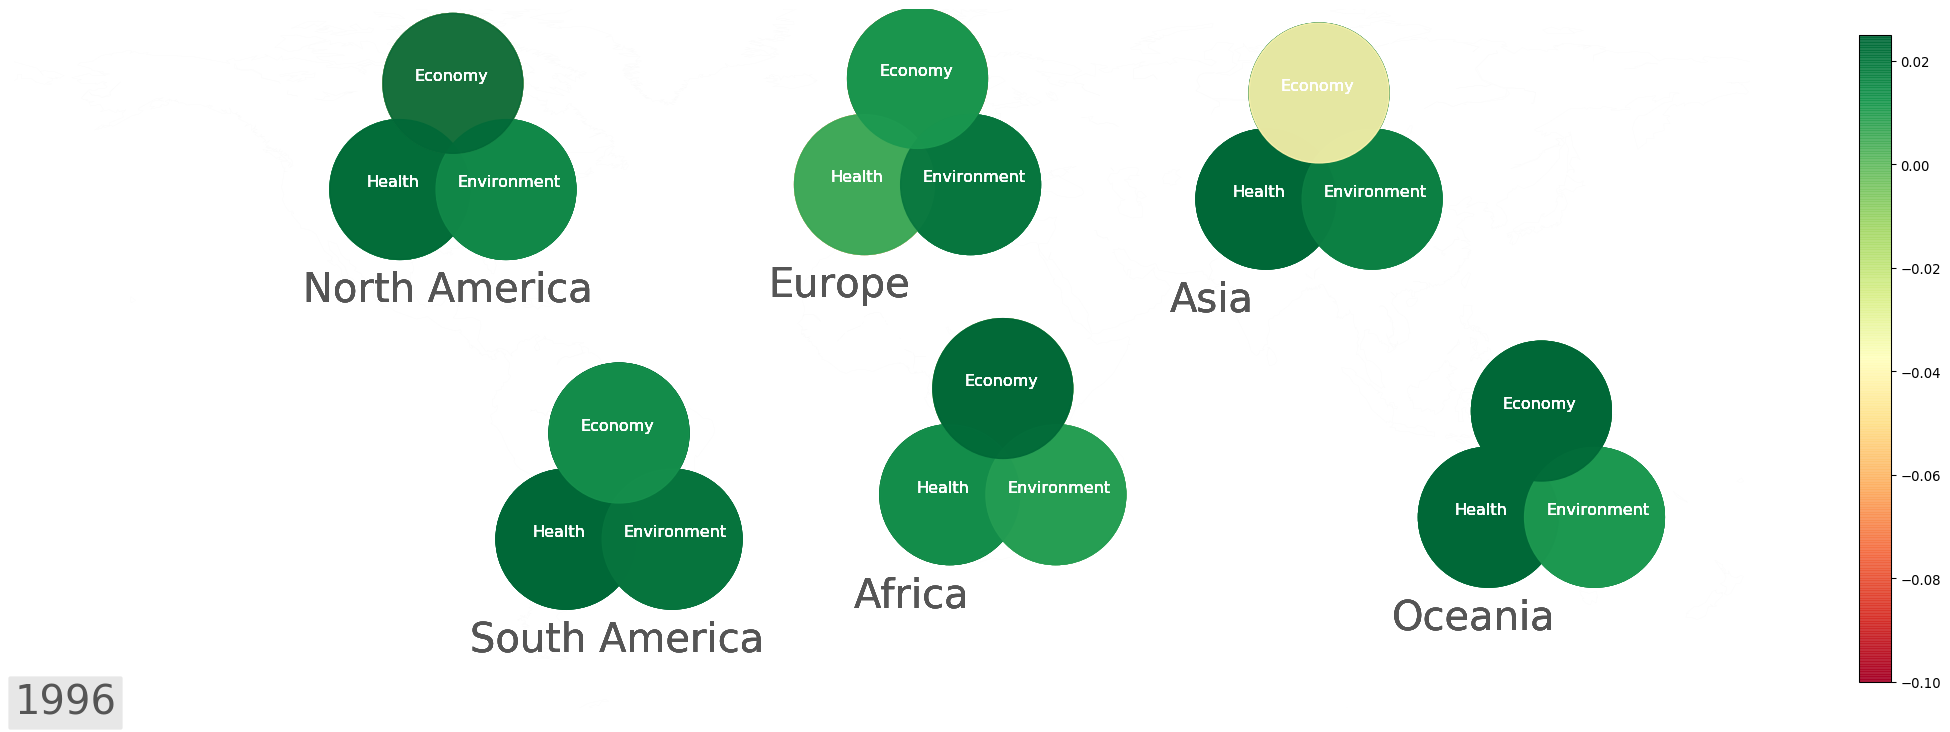 Economy
Health
Environment
North America
Economy
Health
Environment
Europe
Economy
Health
Environment
Asia
Economy
Health
Environment
South America
Economy
Health
Environment
Africa
Economy
Health
Environment
Oceania
1996
0.02
0.00
−0.02
−0.04
−0.06
−0.08
−0.10